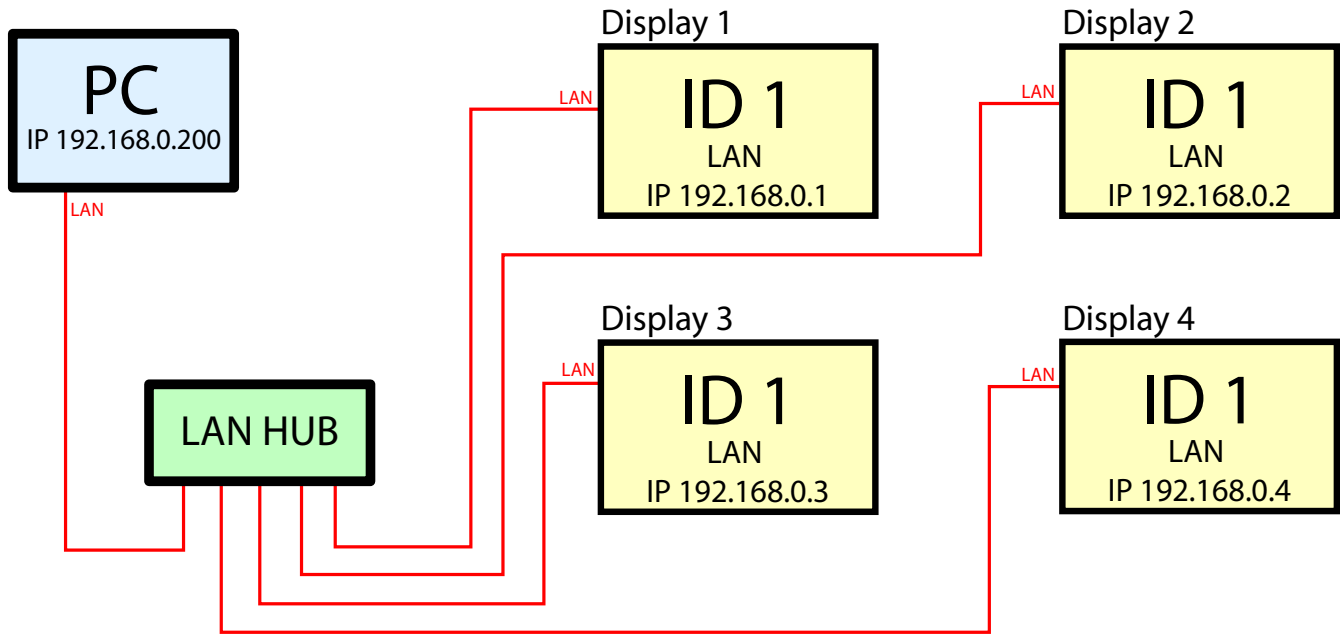 PC
IP 192.168.0.200
LAN
Display 1
LAN
ID 1
LAN
IP 192.168.0.1
Display 2
LAN
ID 1
LAN
IP 192.168.0.2
LAN HUB
Display 3
LAN
ID 1
LAN
IP 192.168.0.3
Display 4
LAN
ID 1
LAN
IP 192.168.0.4